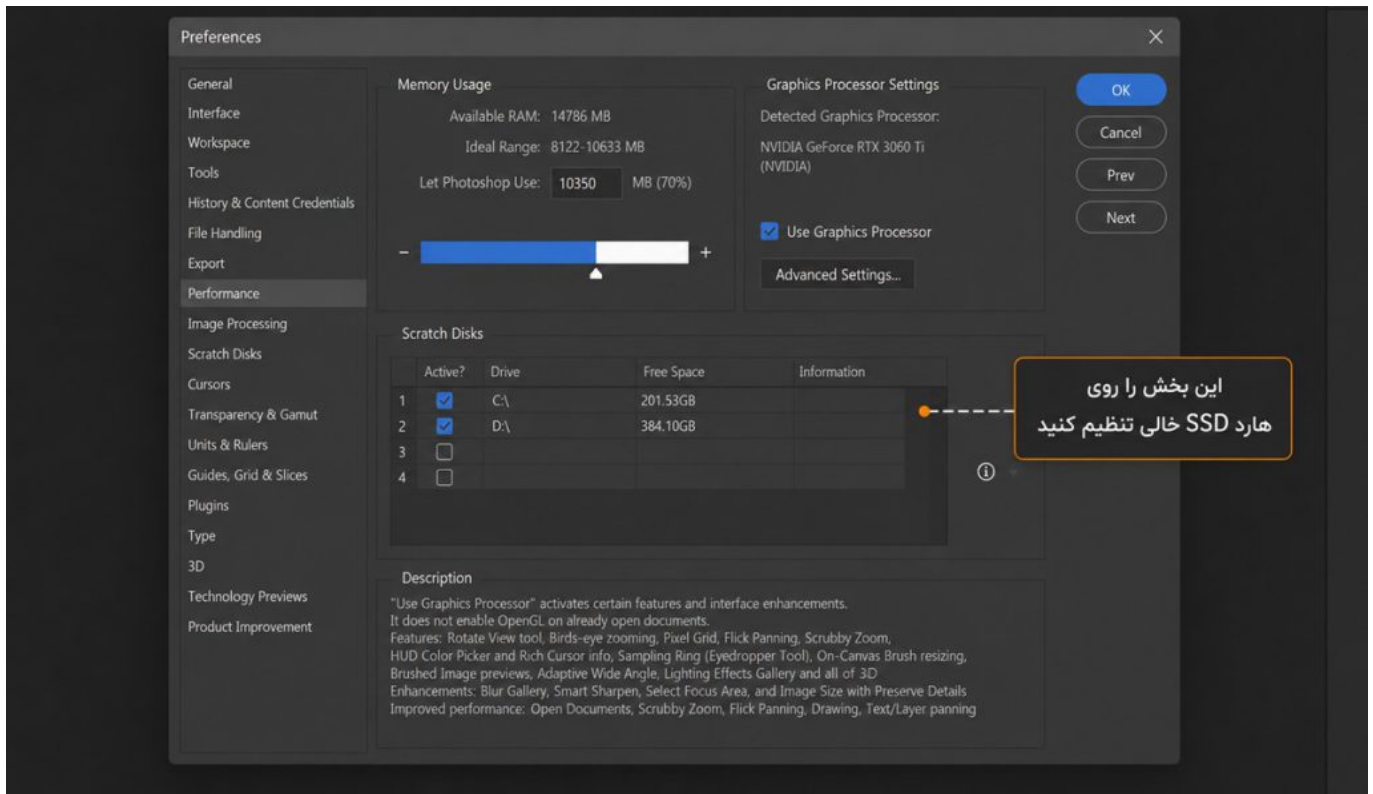 Preferences
General
Interface
Workspace
Tools
History & Content Credentials
File Handling
Export
Performance
Image Processing
Scratch Disks
Cursors
Transparency & Gamut
Units & Rulers
Guides, Grid & Slices
Plugins
Type
3D
Technology Previews
Product Improvement
Memory Usage
Available RAM: 14786 MB
Ideal Range: 8122-10633 MB
Let Photoshop Use: 10350 MB (70%)
- +
Graphics Processor Settings
Detected Graphics Processor:
NVIDIA GeForce RTX 3060 Ti
(NVIDIA)
Use Graphics Processor
Advanced Settings...
OK
Cancel
Prev
Next
Scratch Disks
Active? Drive Free Space Information
1 C:\ 201.53GB
2 D:\ 384.10GB
3
4
این بخش را روی
هارد SSD خالی تنظیم کنید
Description
"Use Graphics Processor" activates certain features and interface enhancements.
It does not enable OpenGL on already open documents.
Features: Rotate View tool, Birds-eye zooming, Pixel Grid, Flick Panning, Scrubby Zoom,
HUD Color Picker and Rich Cursor info, Sampling Ring (Eyedropper Tool), On-Canvas Brush resizing,
Brushed Image previews, Adaptive Wide Angle, Lighting Effects Gallery and all of 3D
Enhancements: Blur Gallery, Smart Sharpen, Select Focus Area, and Image Size with Preserve Details
Improved performance: Open Documents, Scrubby Zoom, Flick Panning, Drawing, Text/Layer panning